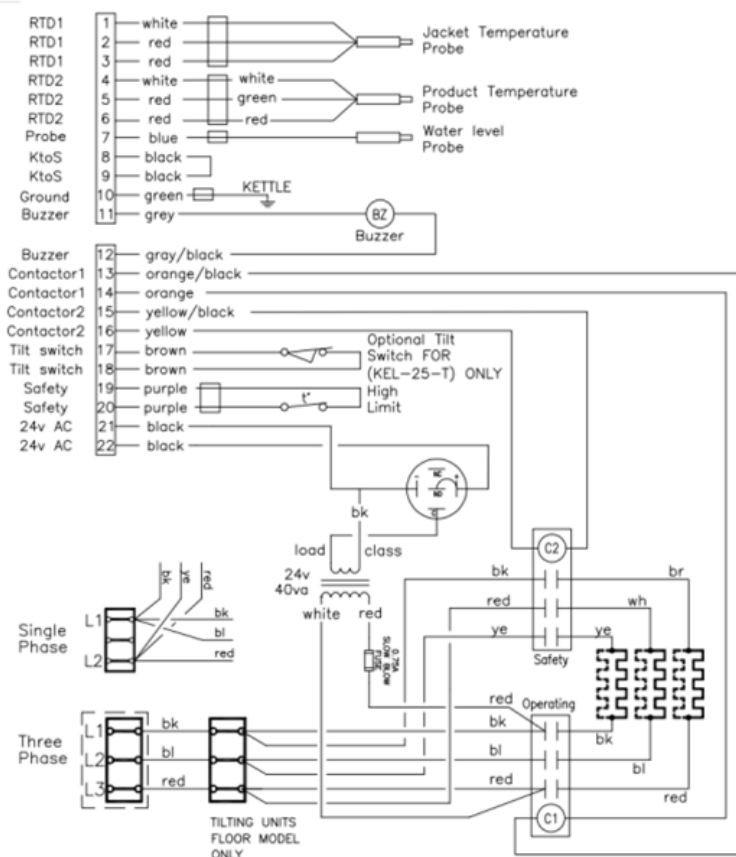 RTD1 1 white
RTD1 2 red
RTD1 3 red
Jacket Temperature
Probe
RTD2 4 white white
RTD2 5 red green
RTD2 6 red red
Product Temperature
Probe
Probe 7 blue
Water level
Probe
KtoS 8 black
KtoS 9 black
Ground 10 green KETTLE
Buzzer 11 grey
BZ
Buzzer
Buzzer 12 gray/black
Contactor1 13 orange/black
Contactor1 14 orange
Contactor2 15 yellow/black
Contactor2 16 yellow
Tilt switch 17 brown
Tilt switch 18 brown
Optional Tilt
Switch FOR
(KEL-25-T) ONLY
Safety 19 purple
Safety 20 purple
t°
High
Limit
24v AC 21 black
24v AC 22 black
bk
load class
24v
40va
white red
0.75A
SLOW BLOW
FUSE
C2
bk br
red wh
ye ye
Safety
bk ye red
Single
Phase
L1 bk
bl
L2 red
Three
Phase
L1 bk
L2 bl
L3 red
TILTING UNITS
FLOOR MODEL
ONLY
Operating
red
bk bk
bl bl
red red
C1